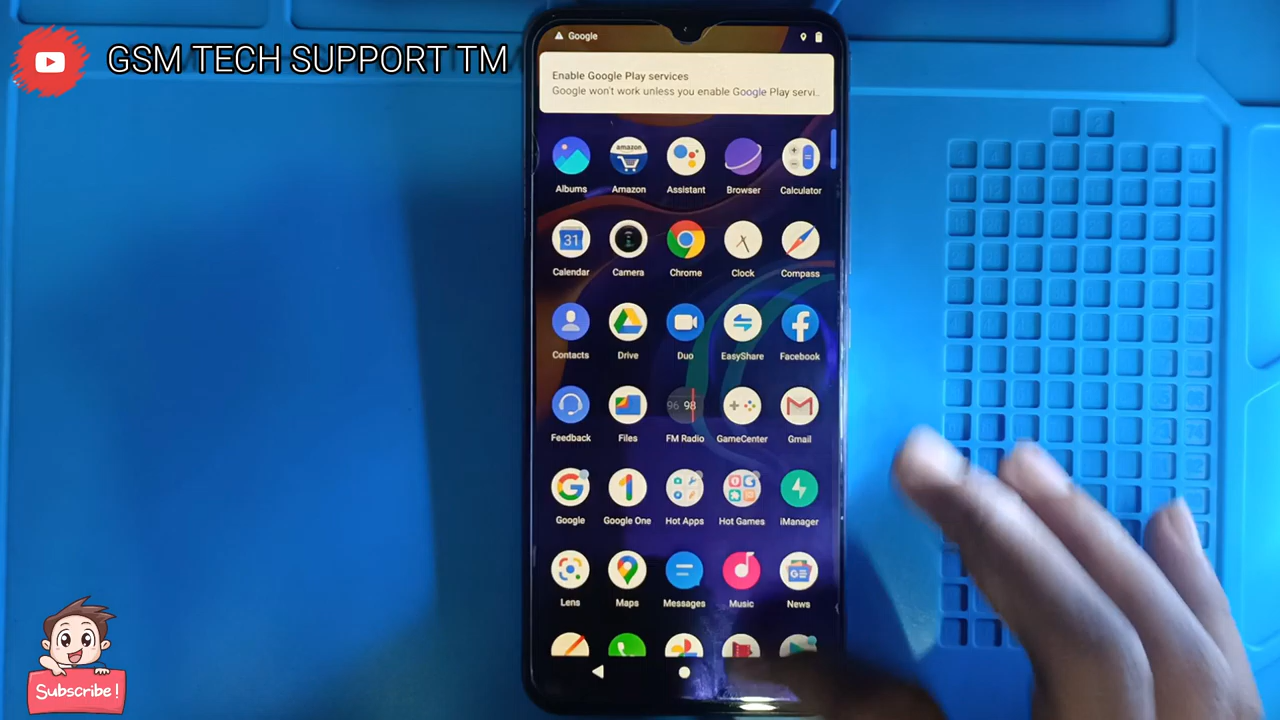 GSM TECH SUPPORT TM
Google
Enable Google Play services
Google won't work unless you enable Google Play servi..
amazon
Albums Amazon Assistant Browser Calculator
31
Calendar Camera Chrome Clock Compass
Contacts Drive Duo EasyShare Facebook
96 98
Feedback Files FM Radio GameCenter Gmail
Google Google One Hot Apps Hot Games iManager
Lens Maps Messages Music News
Subscribe !